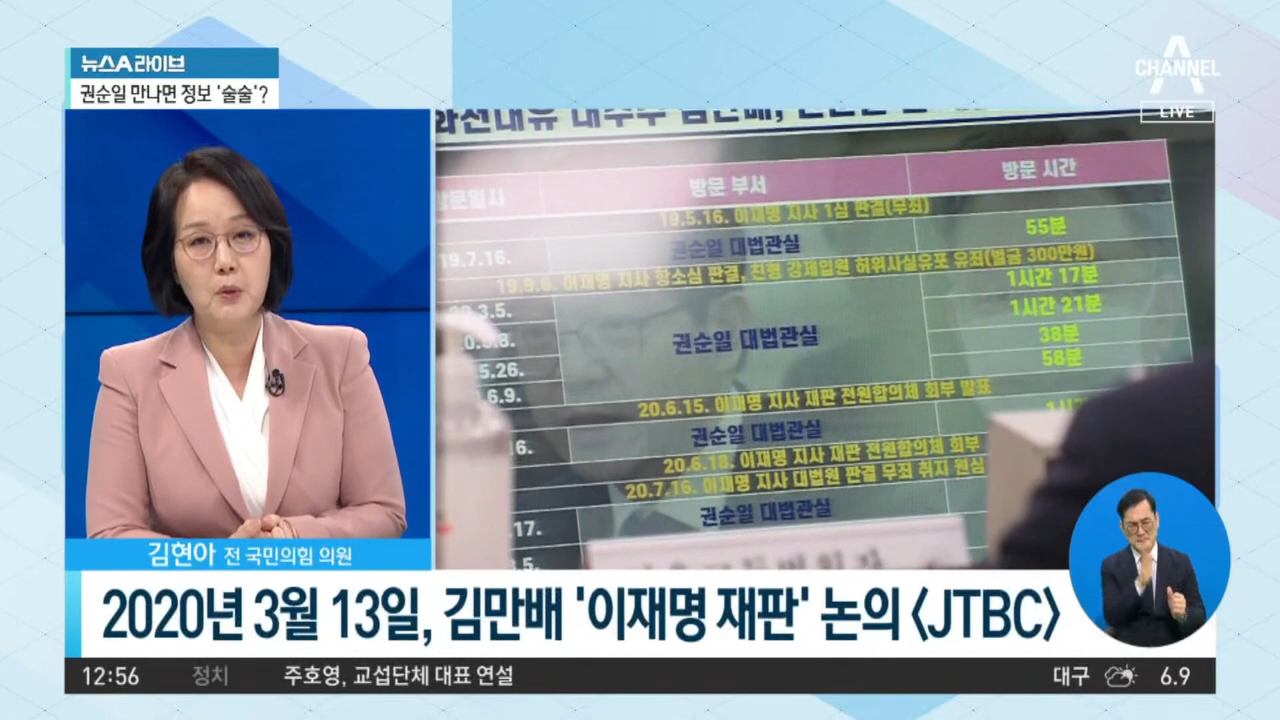 뉴스A 라이브
권순일 만나면 정보 '술술'?
CHANNEL A
LIVE
방문일시 방문 부서 방문 시간
19.5.16. 이재명 지사 1심 판결(무죄)
19.7.16. 권순일 대법관실 55분
19.9.6. 이재명 지사 항소심 판결, 친형 강제입원 허위사실유포 유죄(벌금 300만원)
3.5. 1시간 17분
1시간 21분
권순일 대법관실
38분
5.26.
58분
6.9.
20.6.15. 이재명 지사 재판 전원합의체 회부 발표
16. 권순일 대법관실
20.6.18. 이재명 지사 재판 전원합의체 회부
20.7.16. 이재명 지사 대법원 판결 무죄 취지 원심
17. 권순일 대법관실
김현아 전 국민의힘 의원
2020년 3월 13일, 김만배 '이재명 재판' 논의 〈JTBC〉
12:56 정치 주호영, 교섭단체 대표 연설 대구 6.9